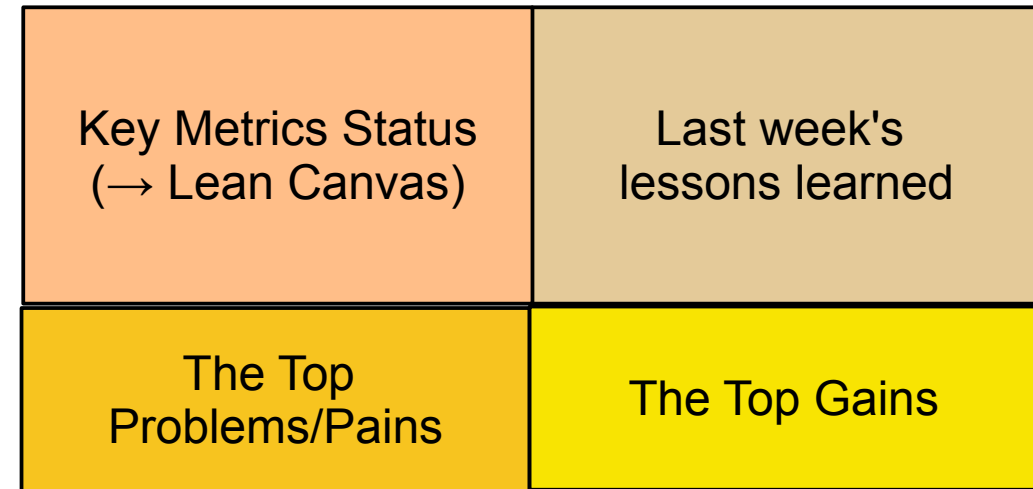 Key Metrics Status
(→ Lean Canvas)
Last week's
lessons learned
The Top
Problems/Pains
The Top Gains